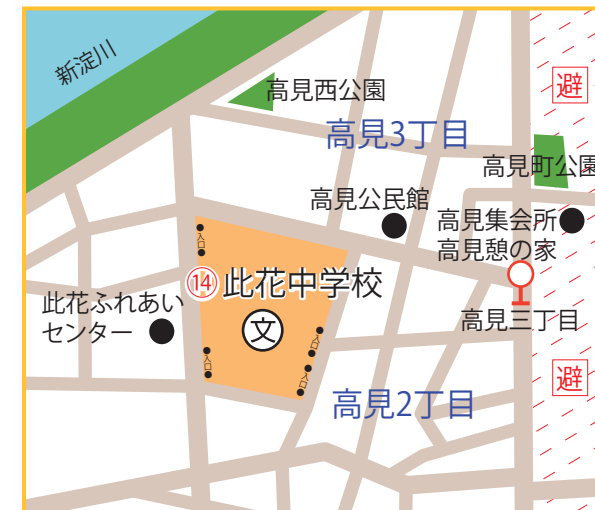 新淀川
避
高見西公園
高見3丁目
高見町公園
高見公民館
高見集会所
高見憩の家
入口
⑭此花中学校
高見三丁目
此花ふれあい
センター
文
入口
入口
入口
避
高見2丁目